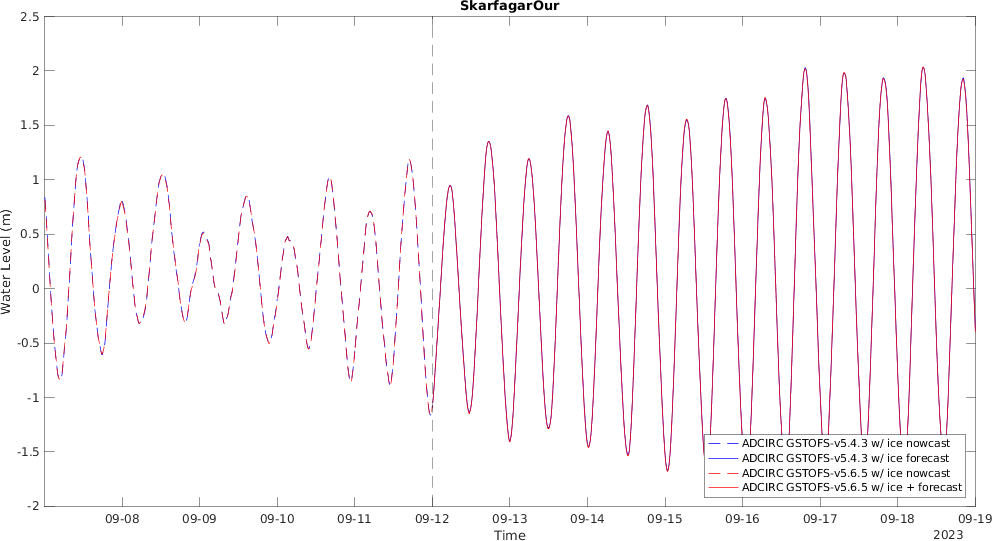 SkarfagarOur
2.5
2
1.5
1
0.5
0
-0.5
-1
-1.5
-2
Water Level (m)
ADCIRC GSTOFS-v5.4.3 w/ ice nowcast
ADCIRC GSTOFS-v5.4.3 w/ ice forecast
ADCIRC GSTOFS-v5.6.5 w/ ice nowcast
ADCIRC GSTOFS-v5.6.5 w/ ice + forecast
09-08 09-09 09-10 09-11 09-12 09-13 09-14 09-15 09-16 09-17 09-18 09-19
Time
2023